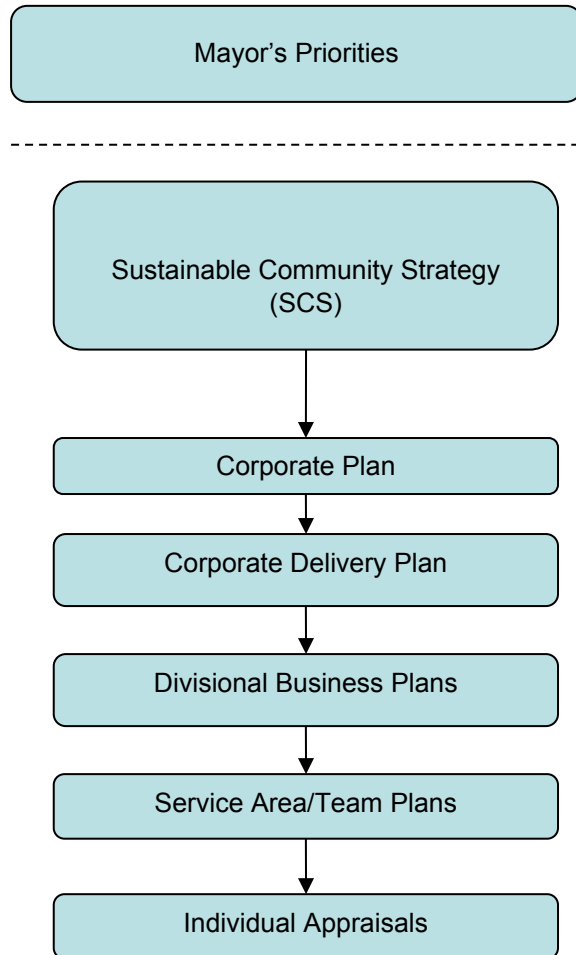 Mayor’s Priorities
Sustainable Community Strategy
(SCS)
Corporate Plan
Corporate Delivery Plan
Divisional Business Plans
Service Area/Team Plans
Individual Appraisals